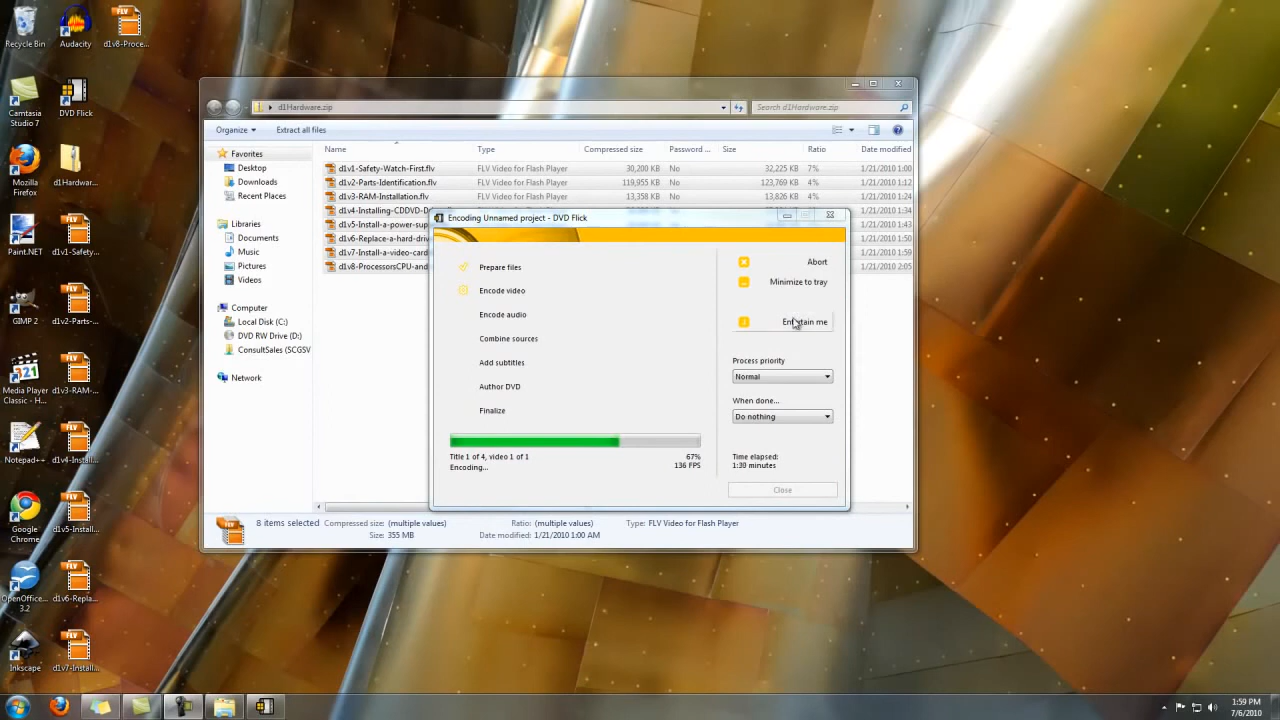 Recycle Bin
Audacity
d1v8-Proce...
Camtasia
Studio 7
DVD Flick
Mozilla
Firefox
d1Hardwar...
Paint.NET
d1v1-Safety...
GIMP 2
d1v2-Parts-...
Media Player
Classic - H...
d1v3-RAM-...
Notepad++
d1v4-Install...
Google
Chrome
d1v5-Install...
OpenOffice...
3.2
d1v6-Repla...
Inkscape
d1v7-Install...
d1Hardware.zip
Search d1Hardware.zip
Organize
Extract all files
Name Type Compressed size Password ... Size Ratio Date modified
Favorites
Desktop
Downloads
Recent Places
Libraries
Documents
Music
Pictures
Videos
Computer
Local Disk (C:)
DVD RW Drive (D:)
ConsultSales (SCGSV
Network
d1v1-Safety-Watch-First.flv FLV Video for Flash Player 30,200 KB No 32,225 KB 7% 1/21/2010 1:00
d1v2-Parts-Identification.flv FLV Video for Flash Player 119,955 KB No 123,769 KB 4% 1/21/2010 1:12
d1v3-RAM-Installation.flv FLV Video for Flash Player 13,358 KB No 13,826 KB 4% 1/21/2010 1:24
d1v4-Installing-CDDVD-D 1/21/2010 1:34
d1v5-Install-a-power-sup 1/21/2010 1:43
d1v6-Replace-a-hard-driv 1/21/2010 1:50
d1v7-Install-a-video-card 1/21/2010 1:59
d1v8-ProcessorsCPU-and 1/21/2010 2:05
Encoding Unnamed project - DVD Flick
Prepare files
Encode video
Encode audio
Combine sources
Add subtitles
Author DVD
Finalize
Title 1 of 4, video 1 of 1 67%
Encoding... 136 FPS
Abort
Minimize to tray
Entertain me
Process priority
Normal
When done...
Do nothing
Time elapsed:
1:30 minutes
Close
8 items selected Compressed size: (multiple values) Ratio: (multiple values) Type: FLV Video for Flash Player
Size: 355 MB Date modified: 1/21/2010 1:00 AM
1:59 PM
7/6/2010